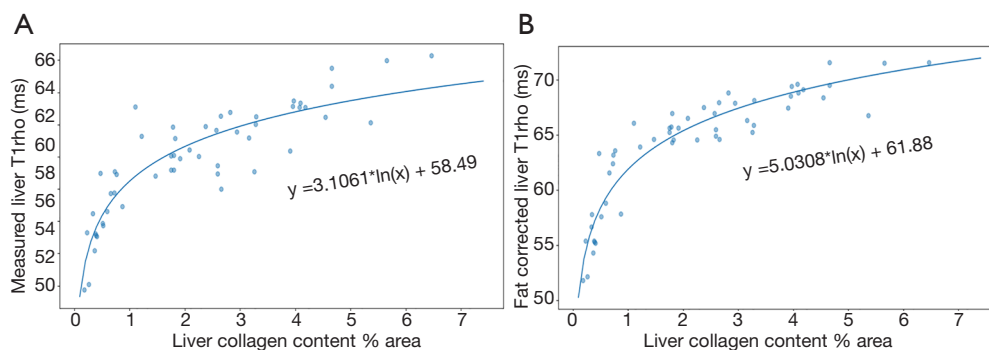 A
Measured liver T1rho (ms)
66
64
62
60
58
56
54
52
50
y =3.1061*ln(x) + 58.49
0 1 2 3 4 5 6 7
Liver collagen content % area
B
Fat corrected liver T1rho (ms)
70
65
60
55
50
y =5.0308*ln(x) + 61.88
0 1 2 3 4 5 6 7
Liver collagen content % area